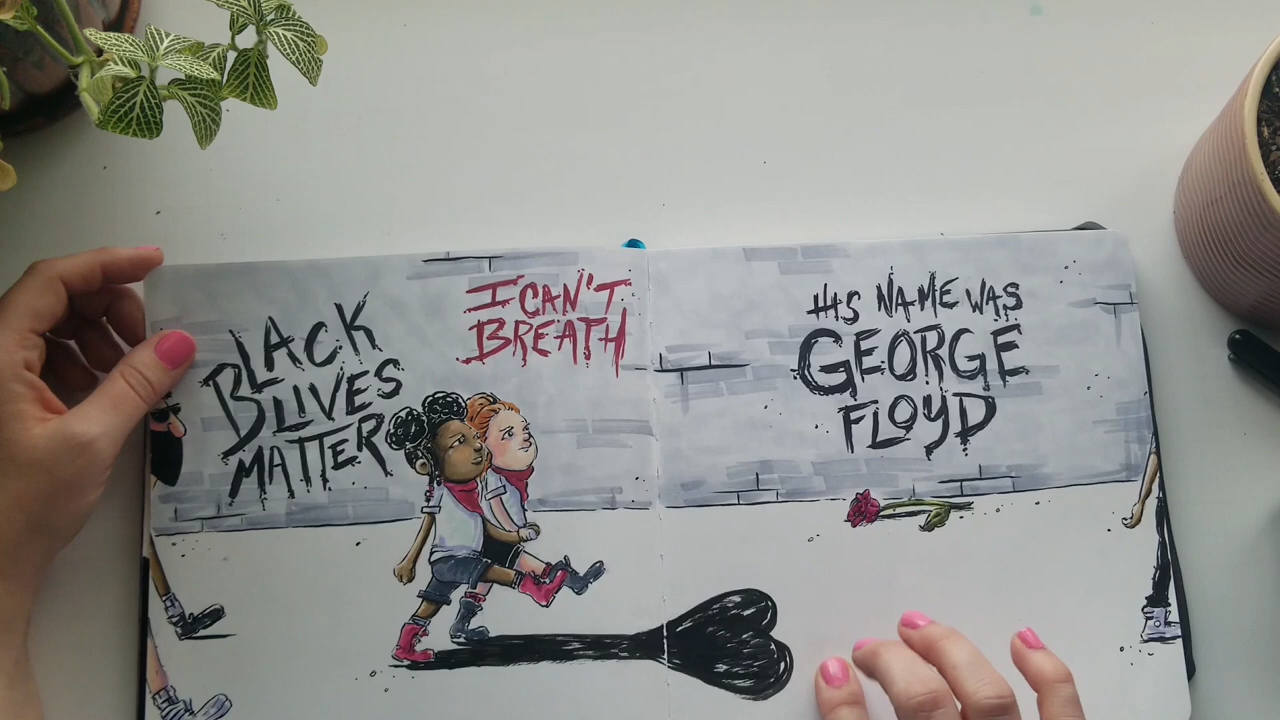 BLACK
LIVES
MATTER
I CAN'T
BREATH
HIS NAME WAS
GEORGE
FLOYD